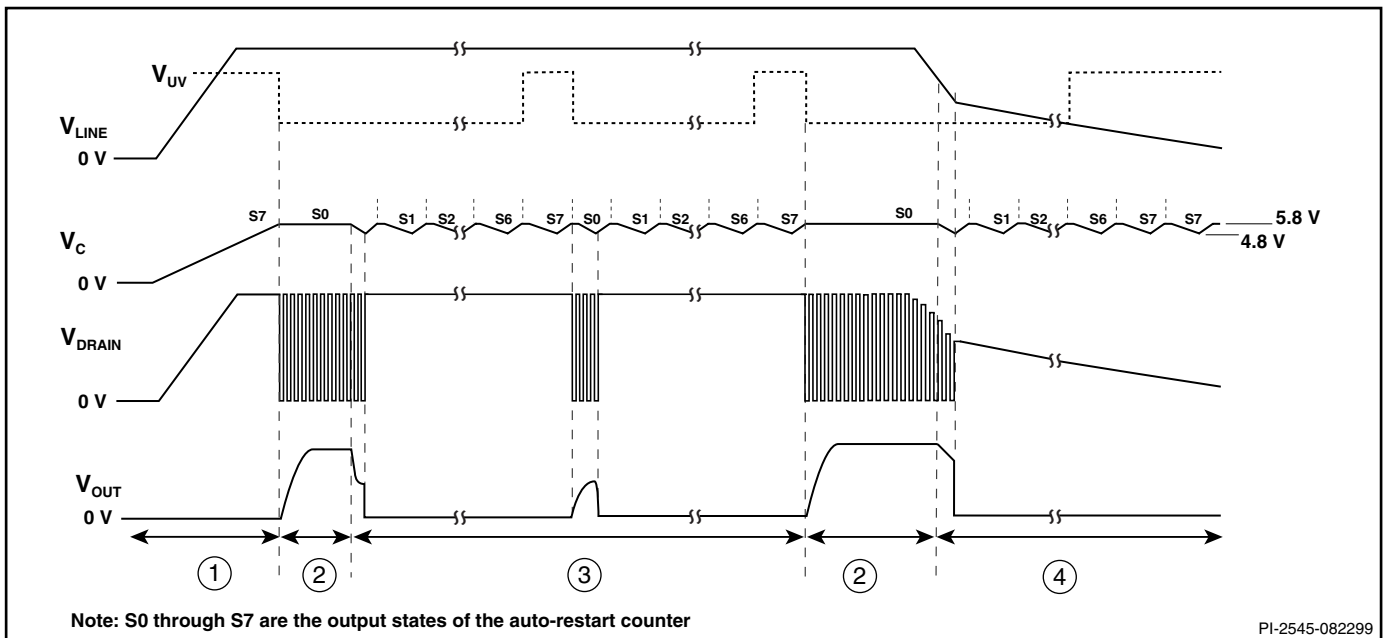 V_UV
V_LINE
0 V
S7 S0 S1 S2 S6 S7 S0 S1 S2 S6 S7 S0 S1 S2 S6 S7 S7
5.8 V
4.8 V
V_C
0 V
V_DRAIN
0 V
V_OUT
0 V
1 2 3 2 4
Note: S0 through S7 are the output states of the auto-restart counter
PI-2545-082299